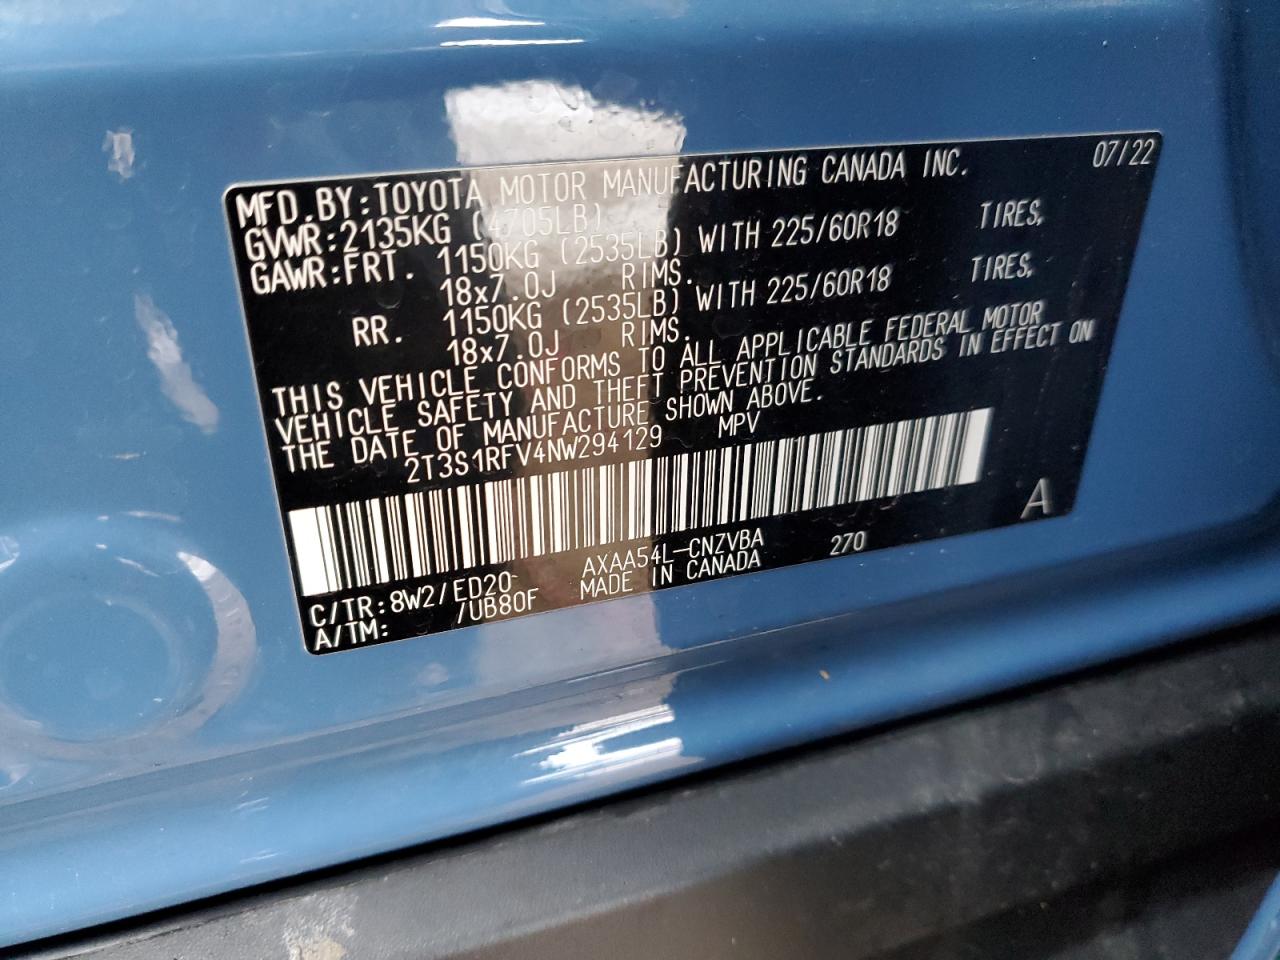 MFD.BY:TOYOTA MOTOR MANUFACTURING CANADA INC. 07/22
GVWR:2135KG (4705LB)
GAWR:FRT. 1150KG (2535LB) WITH 225/60R18 TIRES,
18x7.0J RIMS.
RR. 1150KG (2535LB) WITH 225/60R18 TIRES,
18x7.0J RIMS.
THIS VEHICLE CONFORMS TO ALL APPLICABLE FEDERAL MOTOR
VEHICLE SAFETY AND THEFT PREVENTION STANDARDS IN EFFECT ON
THE DATE OF MANUFACTURE SHOWN ABOVE.
2T3S1RFV4NW294129 MPV
A
C/TR:8W2/ED20 AXAA54L-CNZVBA 270
A/TM: /UB80F MADE IN CANADA